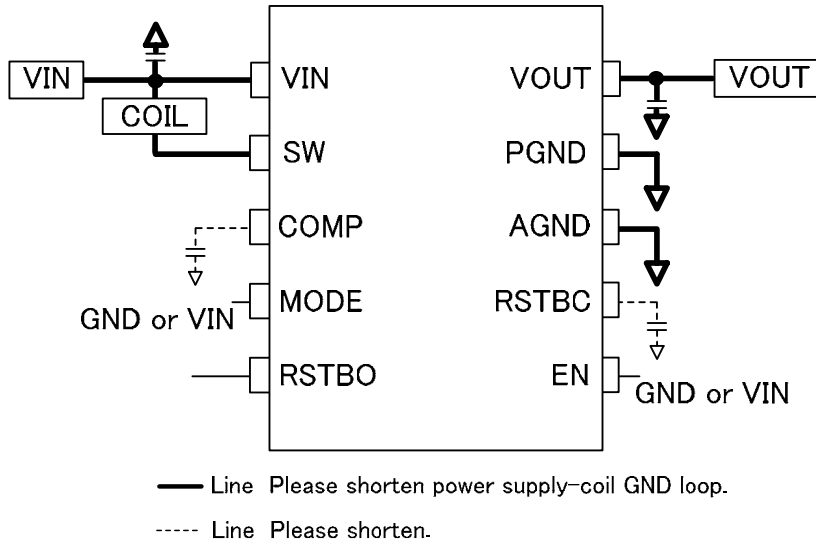 VIN
VIN
VOUT
VOUT
COIL
SW
PGND
COMP
AGND
MODE
RSTBC
GND or VIN
RSTBO
EN
GND or VIN
Line Please shorten power supply-coil GND loop.
Line Please shorten.